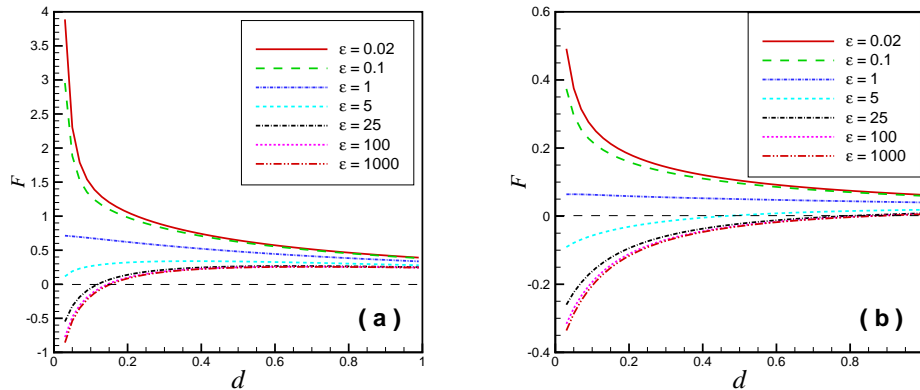 4
3.5
3
2.5
2
1.5
1
0.5
0
-0.5
-1
F
0
0.2
0.4
0.6
0.8
1
d
ε = 0.02
ε = 0.1
ε = 1
ε = 5
ε = 25
ε = 100
ε = 1000
( a )
0.6
0.4
0.2
0
-0.2
-0.4
F
0
0.2
0.4
0.6
0.8
d
ε = 0.02
ε = 0.1
ε = 1
ε = 5
ε = 25
ε = 100
ε = 1000
( b )